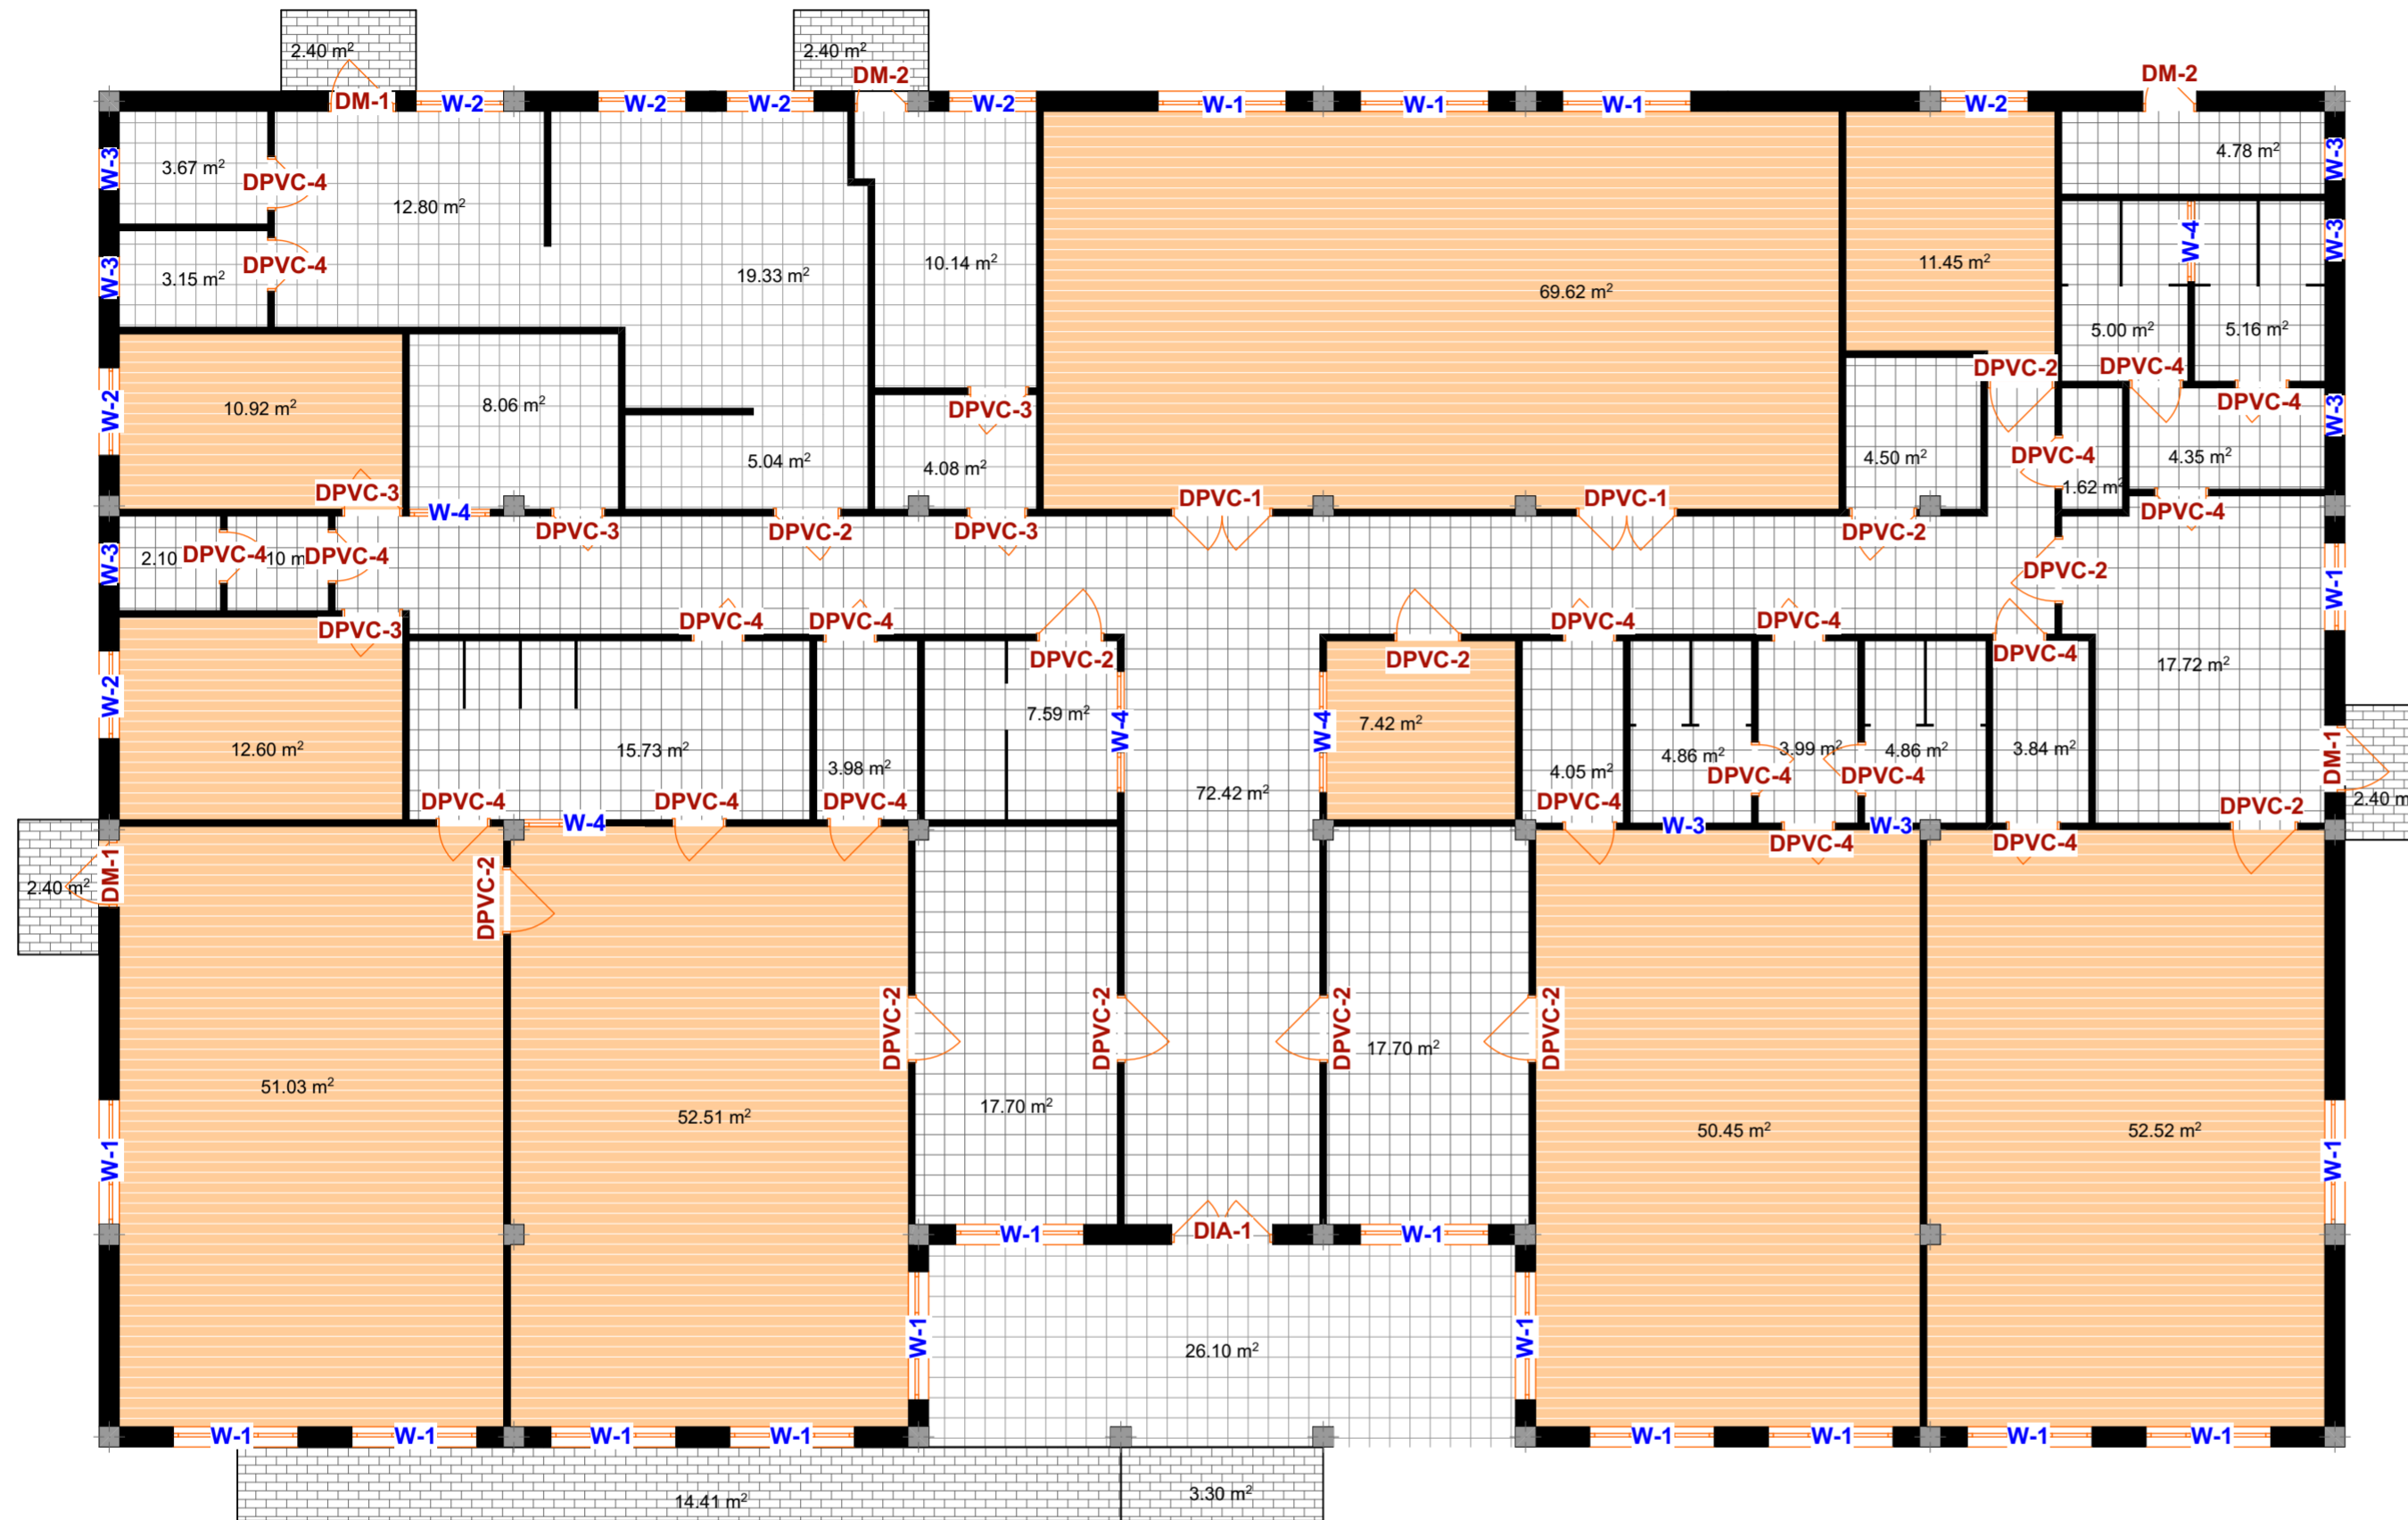 2.40 m²
2.40 m²
DM-2
DM-2
DM-1
W-2
W-2
W-2
W-2
W-1
W-1
W-1
W-2
W-3
3.67 m²
DPVC-4
12.80 m²
4.78 m²
W-3
W-3
3.15 m²
DPVC-4
19.33 m²
10.14 m²
69.62 m²
11.45 m²
W-4
W-3
5.00 m²
5.16 m²
W-2
10.92 m²
8.06 m²
DPVC-3
DPVC-2
DPVC-4
DPVC-4
W-3
5.04 m²
4.08 m²
4.50 m²
DPVC-4
4.35 m²
1.62 m²
DPVC-3
W-4
DPVC-3
DPVC-2
DPVC-3
DPVC-1
DPVC-1
DPVC-2
DPVC-4
W-3
2.10
DPVC-4
10 m
DPVC-4
DPVC-2
W-1
DPVC-3
DPVC-4
DPVC-4
DPVC-2
DPVC-2
DPVC-4
DPVC-4
DPVC-4
17.72 m²
W-2
12.60 m²
15.73 m²
3.98 m²
7.59 m²
W-4
72.42 m²
W-4
7.42 m²
4.05 m²
4.86 m²
3.99 m²
4.86 m²
3.84 m²
DM-1
2.40 m
DPVC-4
DPVC-4
DPVC-4
DPVC-4
DPVC-4
DPVC-4
DPVC-2
W-4
W-3
W-3
DPVC-4
DPVC-4
2.40 m²
DM-1
DPVC-2
DPVC-2
DPVC-2
DPVC-2
DPVC-2
51.03 m²
52.51 m²
17.70 m²
17.70 m²
50.45 m²
52.52 m²
W-1
W-1
W-1
DIA-1
W-1
W-1
W-1
26.10 m²
W-1
W-1
W-1
W-1
W-1
W-1
W-1
W-1
14.41 m²
3.30 m²